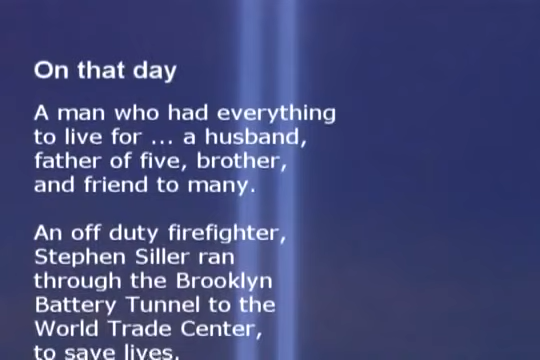 On that day
A man who had everything
to live for ... a husband,
father of five, brother,
and friend to many.
An off duty firefighter,
Stephen Siller ran
through the Brooklyn
Battery Tunnel to the
World Trade Center,
to save lives.